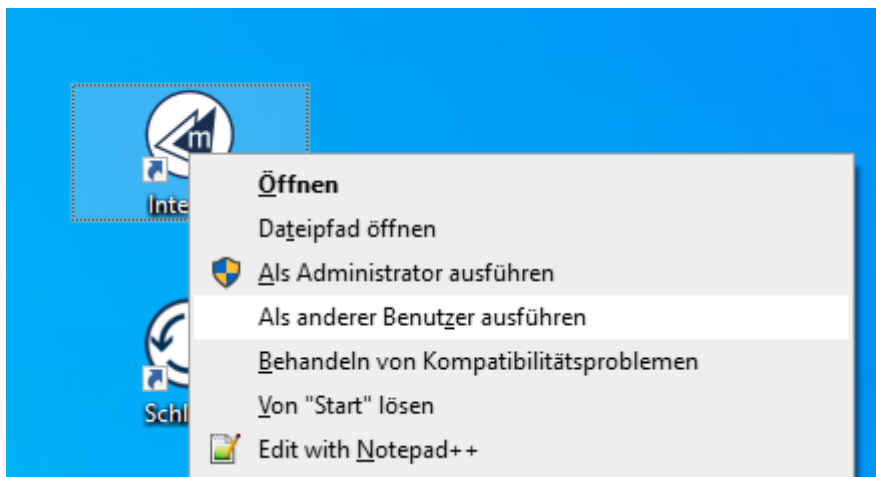 m
Inte
Öffnen
Dateipfad öffnen
Als Administrator ausführen
Als anderer Benutzer ausführen
Behandeln von Kompatibilitätsproblemen
Schl
Von "Start" lösen
Edit with Notepad++